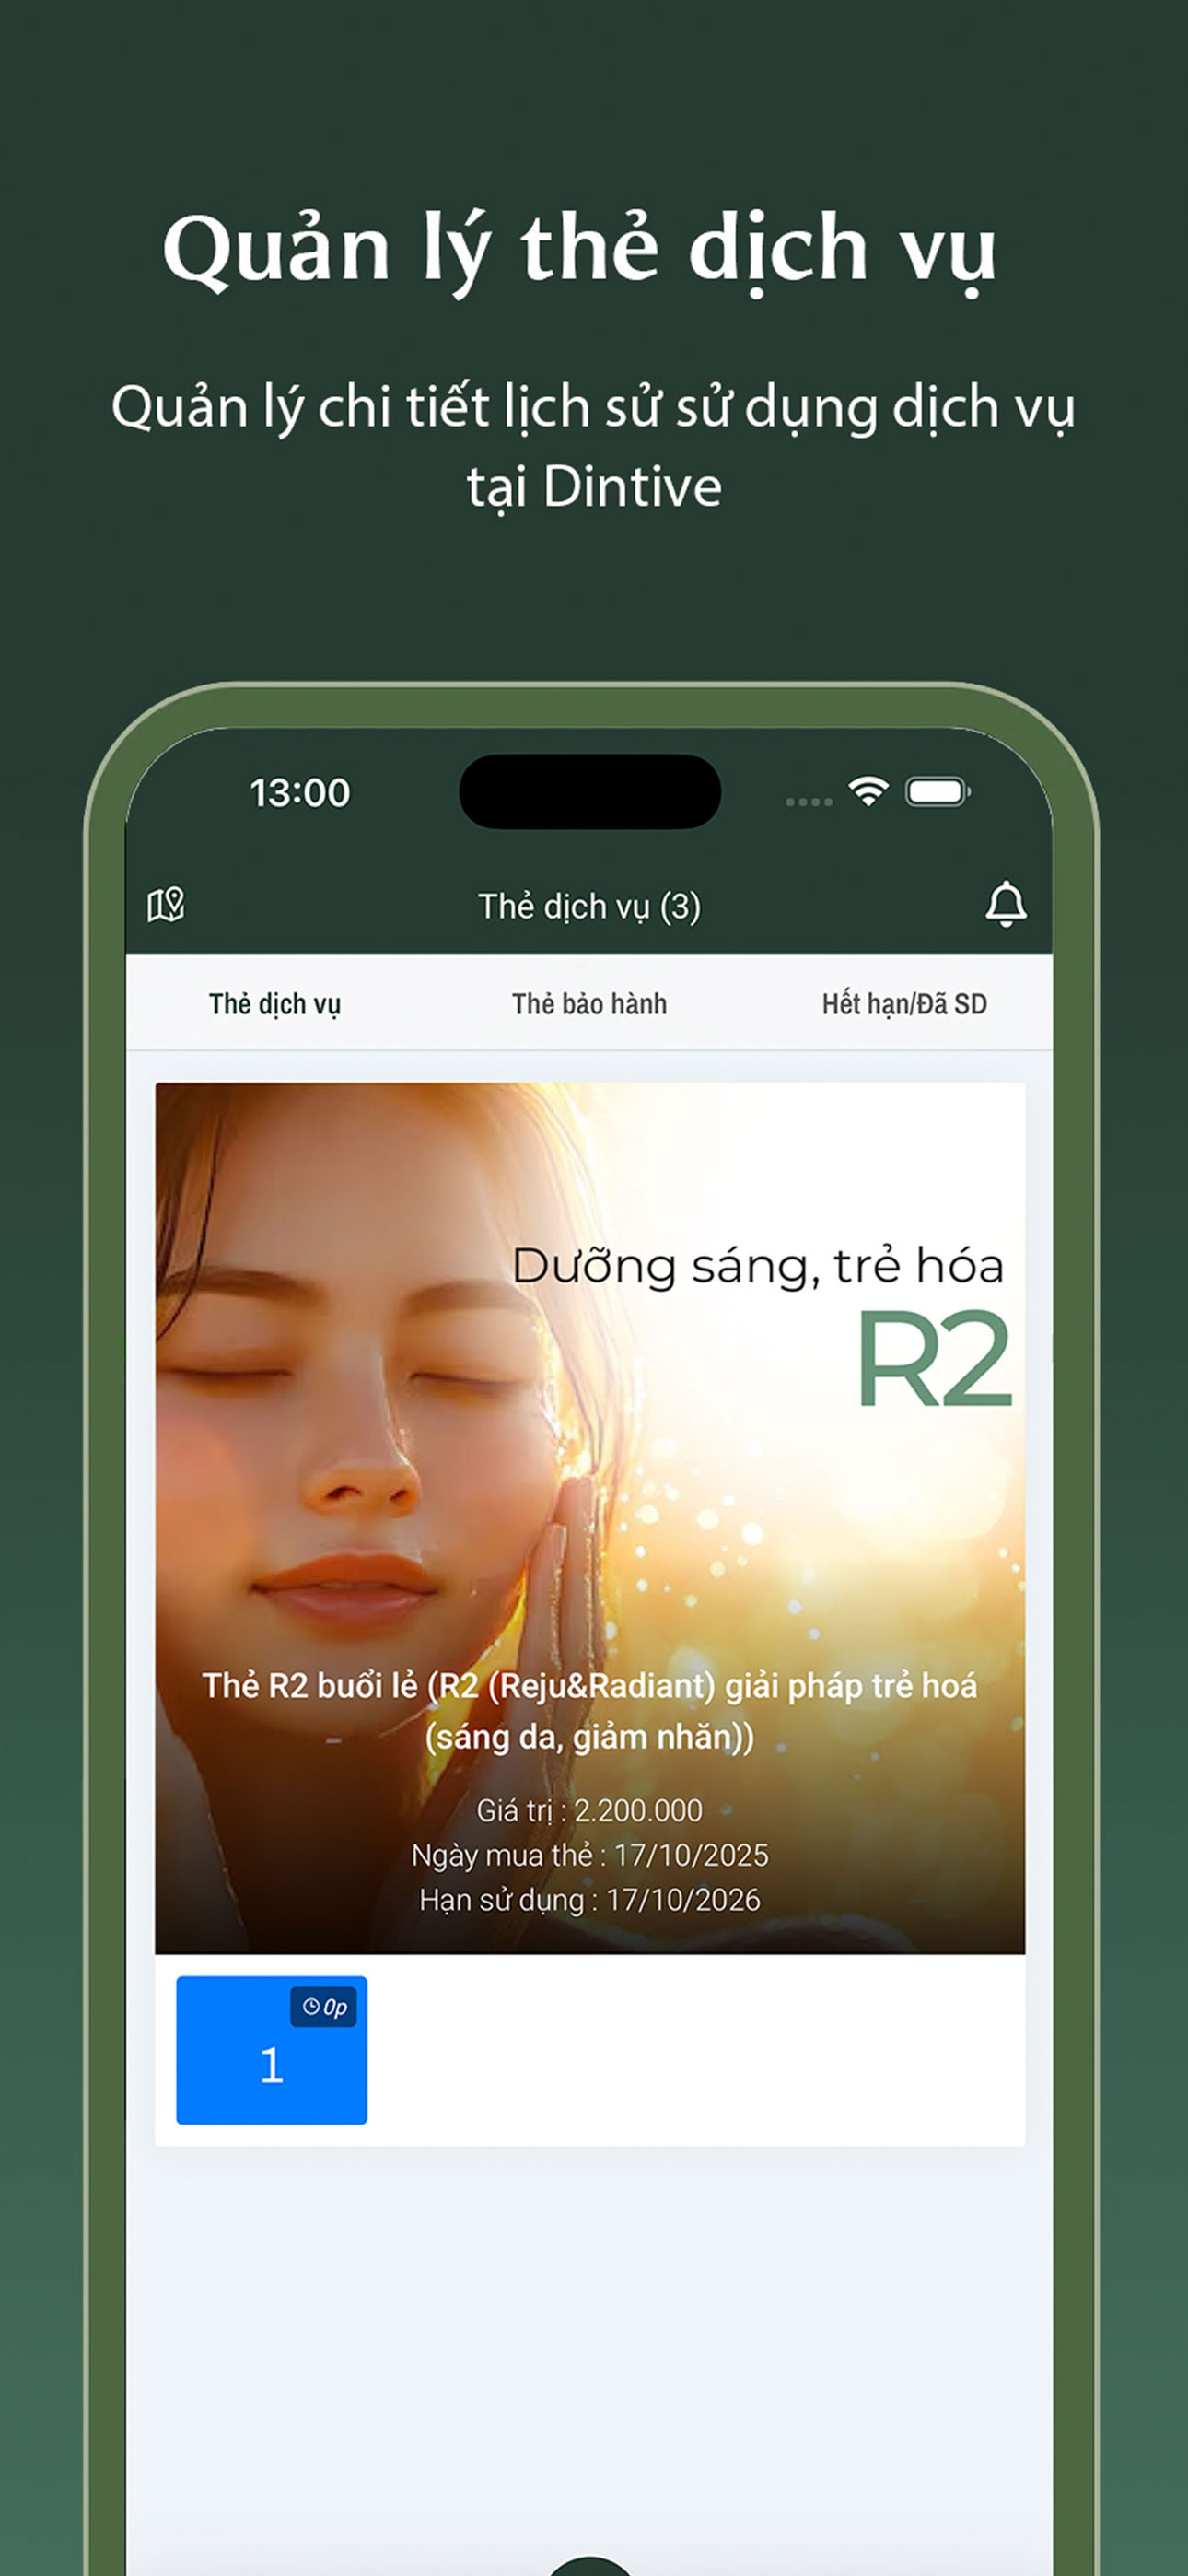 Quản lý thẻ dịch vụ
Quản lý chi tiết lịch sử sử dụng dịch vụ
tại Dintive
13:00
Thẻ dịch vụ (3)
Thẻ dịch vụ
Thẻ bảo hành
Hết hạn/Đã SD
Dưỡng sáng, trẻ hóa
R2
Thẻ R2 buổi lẻ (R2 (Reju&Radiant) giải pháp trẻ hoá
(sáng da, giảm nhăn))
Giá trị : 2.200.000
Ngày mua thẻ : 17/10/2025
Hạn sử dụng : 17/10/2026
0p
1